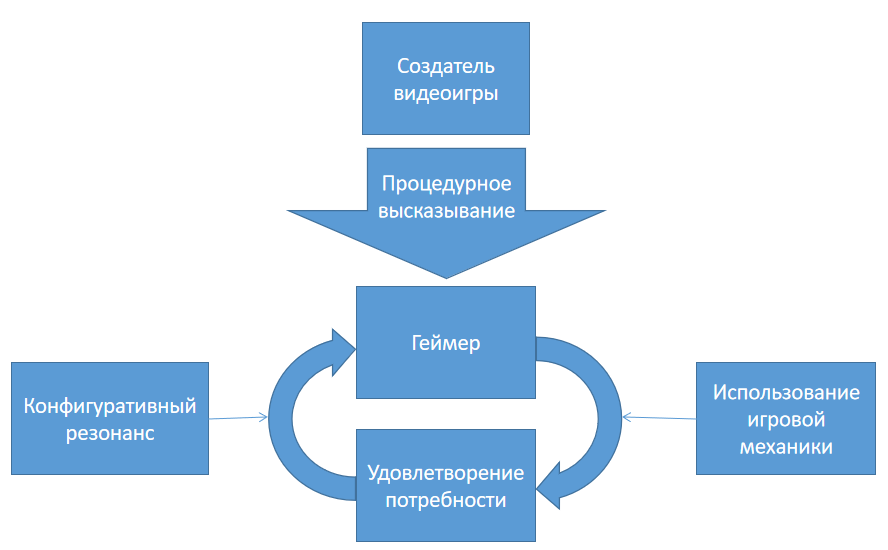 Создатель
видеоигры
Процедурное
высказывание
Геймер
Конфигуративный
резонанс
Использование
игровой
механики
Удовлетворение
потребности